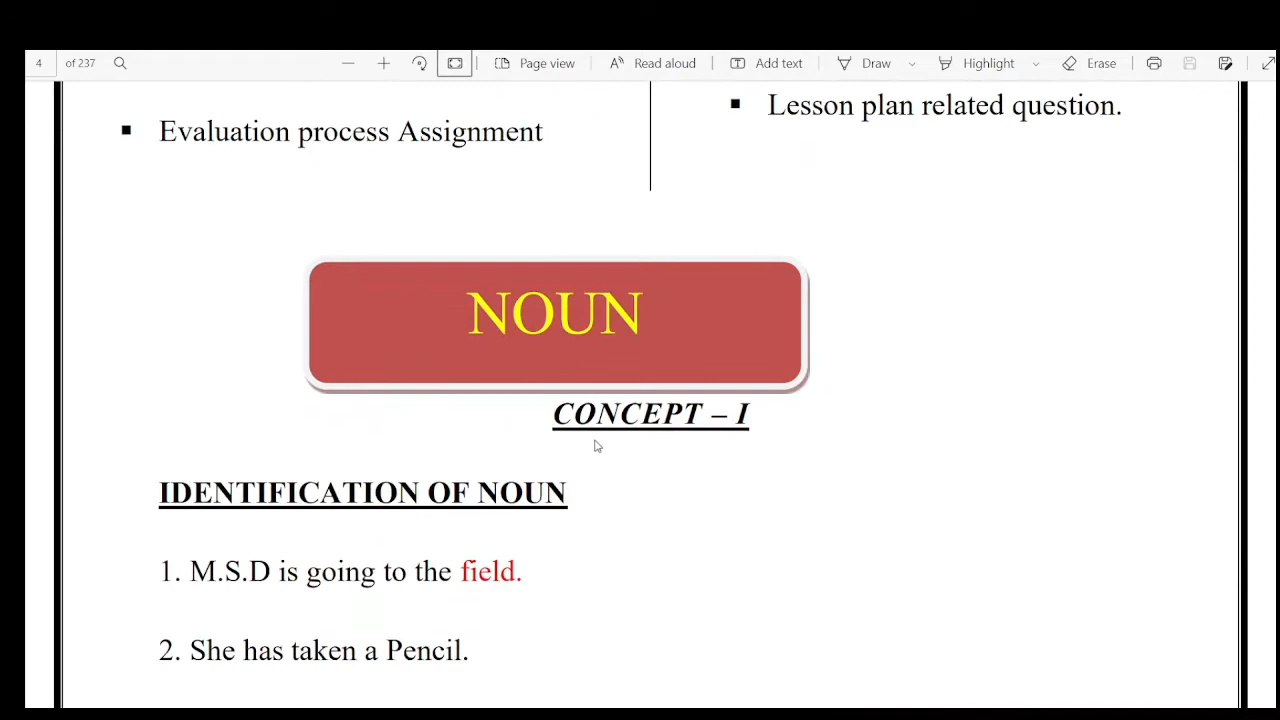 4 of 237 Page view Read aloud Add text Draw Highlight Erase
▪ Evaluation process Assignment
▪ Lesson plan related question.
NOUN
CONCEPT – I
IDENTIFICATION OF NOUN
1. M.S.D is going to the field.
2. She has taken a Pencil.